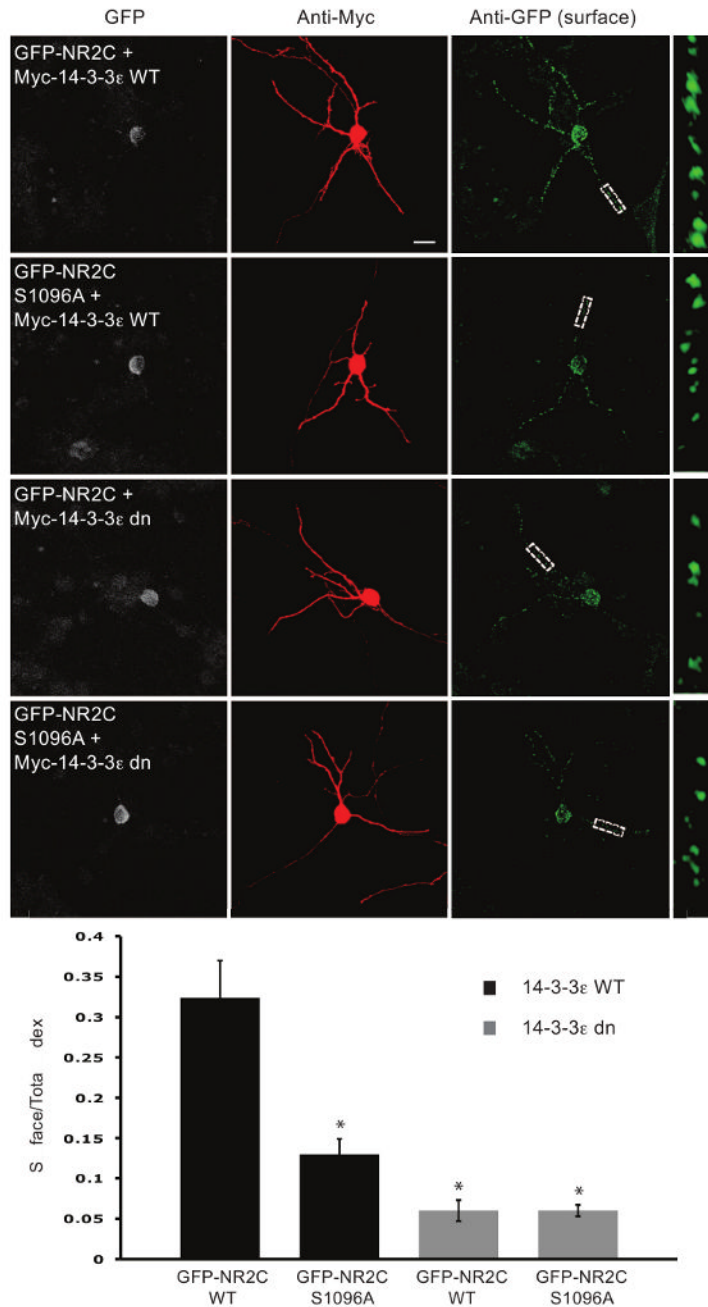 GFP Anti-Myc Anti-GFP (surface)
GFP-NR2C +
Myc-14-3-3ε WT
GFP-NR2C
S1096A +
Myc-14-3-3ε WT
GFP-NR2C +
Myc-14-3-3ε dn
GFP-NR2C
S1096A +
Myc-14-3-3ε dn
S face/Tota dex
0.4
0.35
0.3
0.25
0.2
0.15
0.1
0.05
0
14-3-3ε WT
14-3-3ε dn
*
*
*
GFP-NR2C GFP-NR2C GFP-NR2C GFP-NR2C
WT S1096A WT S1096A